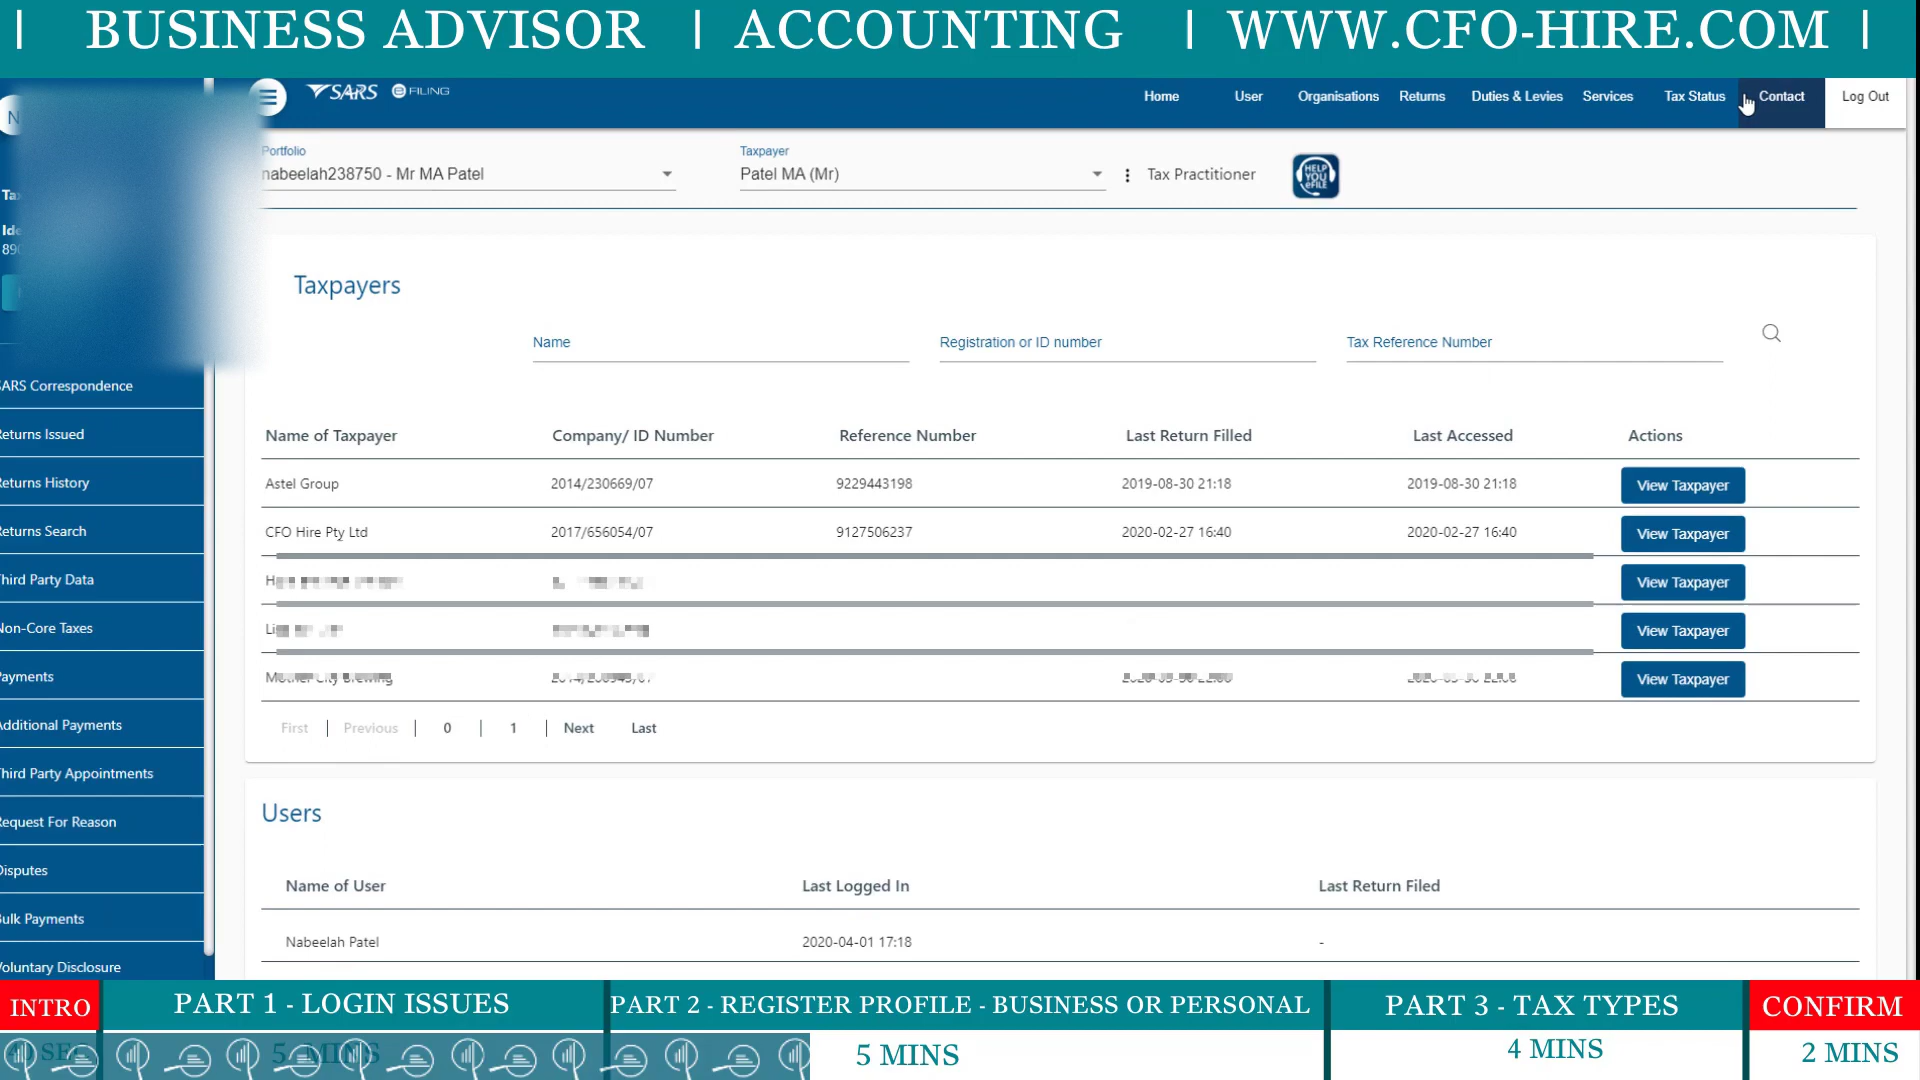 | BUSINESS ADVISOR | ACCOUNTING | WWW.CFO-HIRE.COM |
SARS eFILING
Home User Organisations Returns Duties & Levies Services Tax Status Contact Log Out
Portfolio
nabeelah238750 - Mr MA Patel
Taxpayer
Patel MA (Mr)
Tax Practitioner
HELP YOU eFILE
Taxpayers
Name Registration or ID number Tax Reference Number
Name of Taxpayer Company/ ID Number Reference Number Last Return Filled Last Accessed Actions
Astel Group 2014/230669/07 9229443198 2019-08-30 21:18 2019-08-30 21:18 View Taxpayer
CFO Hire Pty Ltd 2017/656054/07 9127506237 2020-02-27 16:40 2020-02-27 16:40 View Taxpayer
View Taxpayer
View Taxpayer
View Taxpayer
First | Previous | 0 | 1 | Next Last
SARS Correspondence
Returns Issued
Returns History
Returns Search
Third Party Data
Non-Core Taxes
Payments
Additional Payments
Third Party Appointments
Request For Reason
Disputes
Bulk Payments
Voluntary Disclosure
Users
Name of User Last Logged In Last Return Filed
Nabeelah Patel 2020-04-01 17:18 -
INTRO PART 1 - LOGIN ISSUES PART 2 - REGISTER PROFILE - BUSINESS OR PERSONAL PART 3 - TAX TYPES CONFIRM
5 MINS 5 MINS 4 MINS 2 MINS